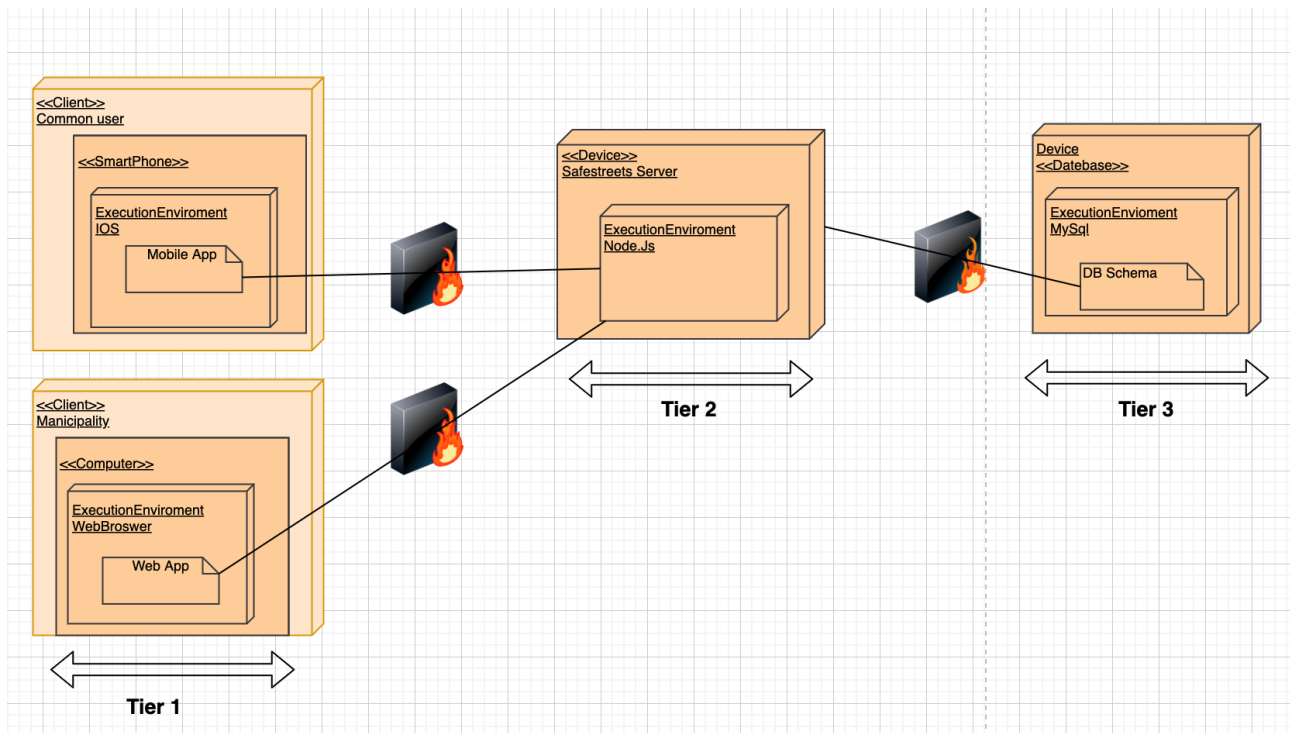 <<Client>>
Common user
<<SmartPhone>>
ExecutionEnviroment
IOS
Mobile App
<<Client>>
Manicipality
<<Computer>>
ExecutionEnviroment
WebBroswer
Web App
Tier 1
<<Device>>
Safestreets Server
ExecutionEnviroment
Node.Js
Tier 2
Device
<<Datebase>>
ExecutionEnvioment
MySql
DB Schema
Tier 3